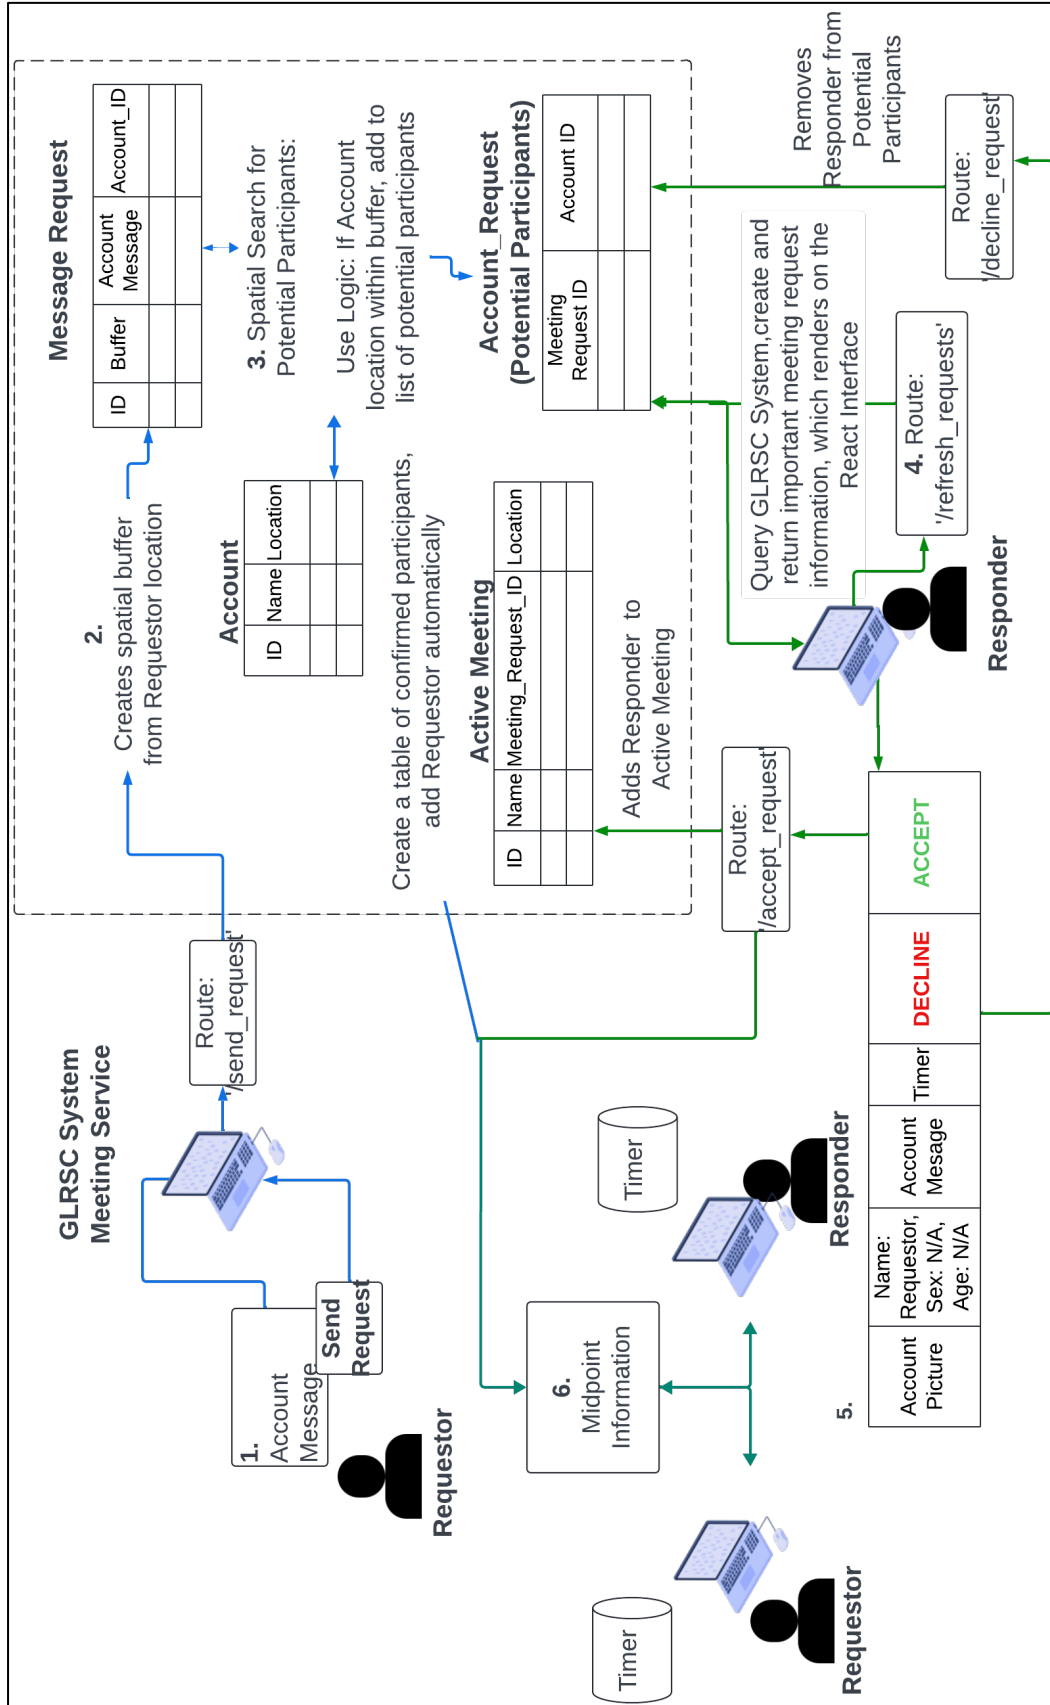 GLRSC System
Meeting Service
1.
Account
Message
Send
Request
Requestor
Route:
'/send_request'
2.
Creates spatial buffer
from Requestor location
Message Request
ID
Buffer
Account
Message
Account_ID
3. Spatial Search for
Potential Participants:
Use Logic: If Account
location within buffer, add to
list of potential participants
Account
ID
Name
Location
Account_Request
(Potential Participants)
Meeting
Request ID
Account ID
Create a table of confirmed participants,
add Requestor automatically
Active Meeting
ID
Name
Meeting_Request_ID
Location
Adds Responder to
Active Meeting
Removes
Responder from
Potential
Participants
Route:
'/decline_request'
Query GLRSC System,create and
return important meeting request
information, which renders on the
React Interface
4. Route:
'/refresh_requests'
Responder
Route:
'/accept_request'
5.
Account
Picture
Name:
Requestor,
Sex: N/A,
Age: N/A
Account
Mesage
Timer
DECLINE
ACCEPT
6.
Midpoint
Information
Timer
Responder
Timer
Requestor